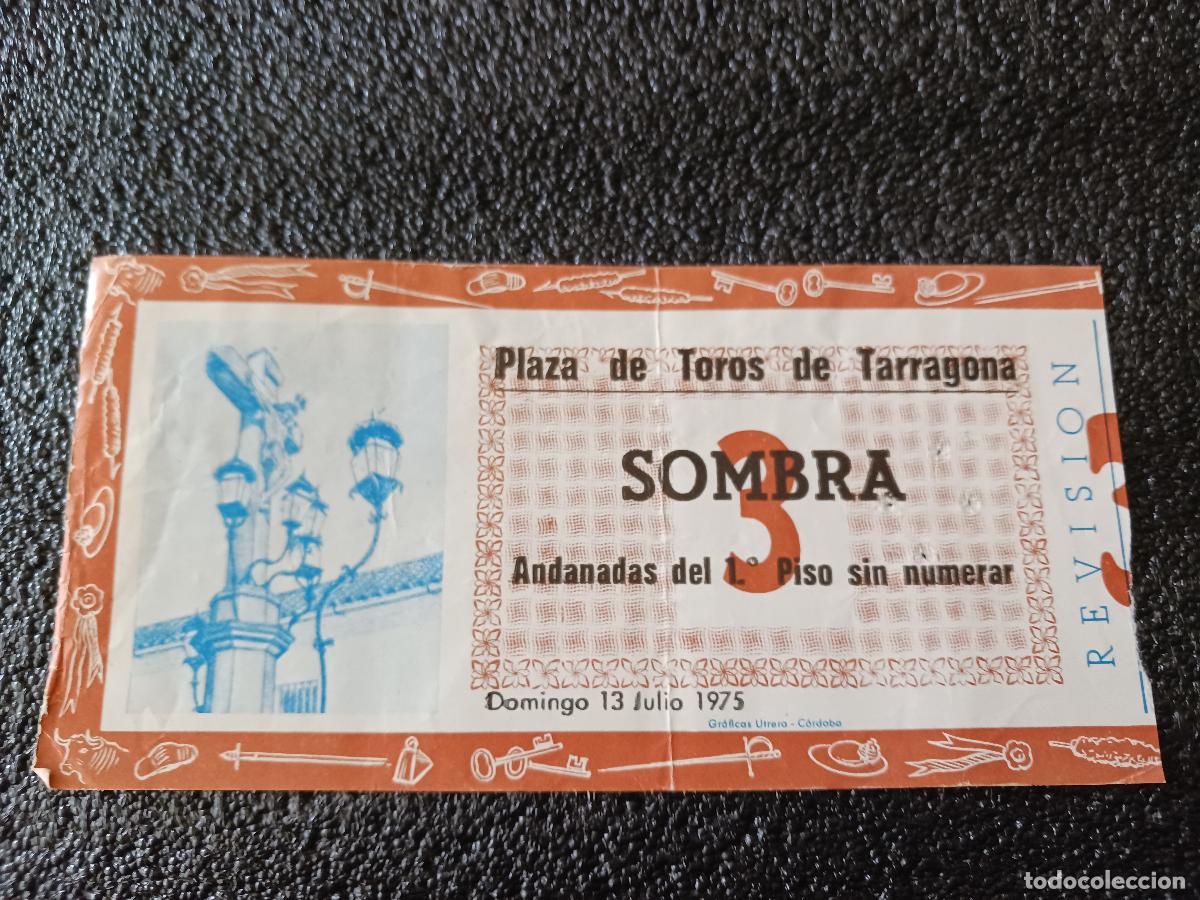 Plaza de Toros de Tarragona
3
SOMBRA
Andanadas del 1.º Piso sin numerar
Domingo 13 Julio 1975
Gráficas Utrera - Córdoba
REVISION
todocoleccion